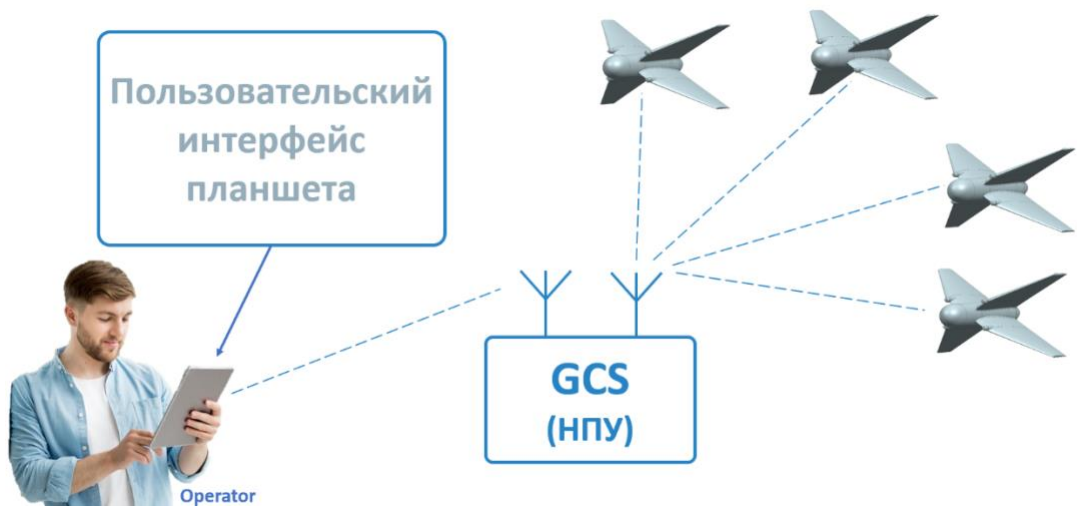 Пользовательский
интерфейс
планшета
GCS
(НПУ)
Operator